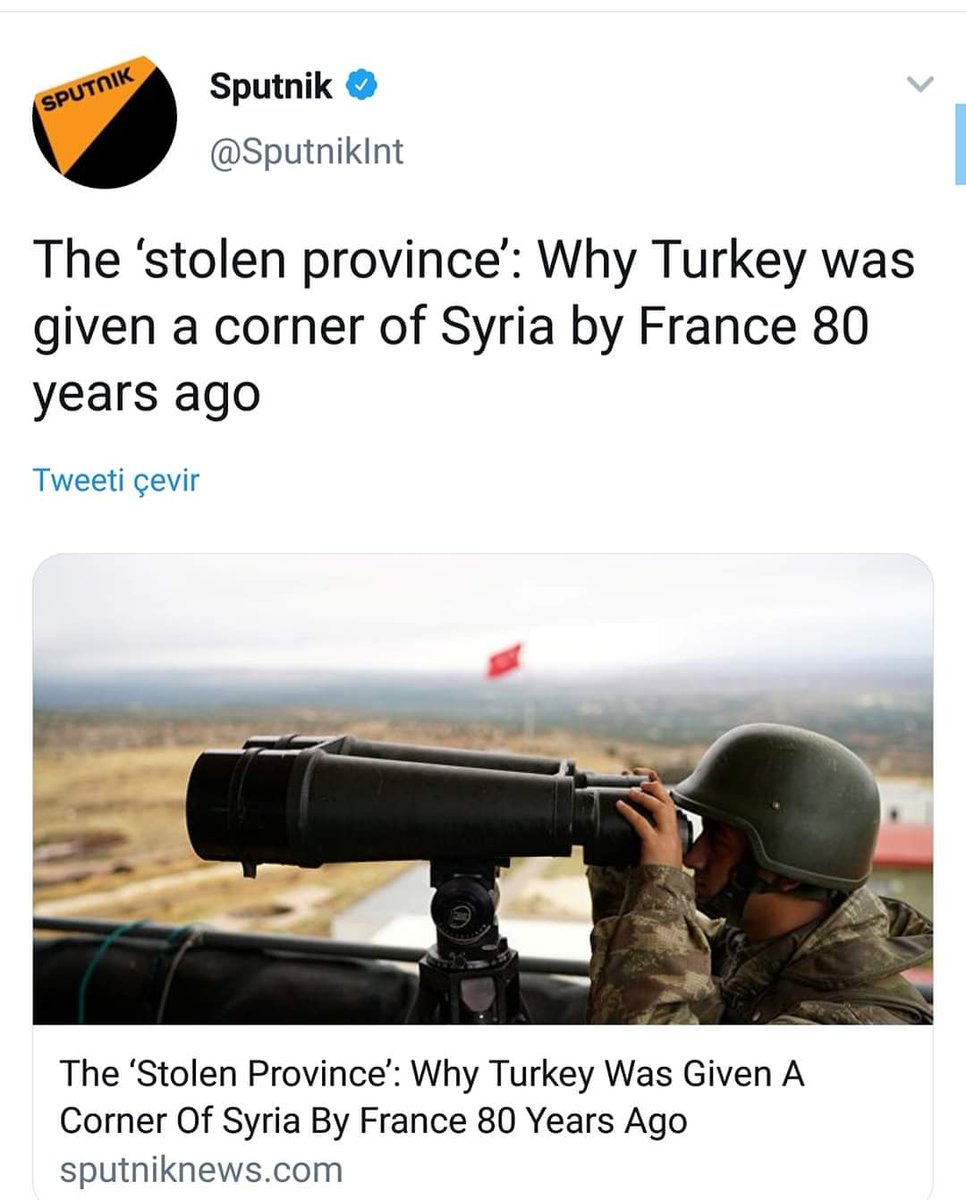 SPUTNIK
Sputnik
@SputnikInt
The ‘stolen province’: Why Turkey was
given a corner of Syria by France 80
years ago
Tweeti çevir
The ‘Stolen Province’: Why Turkey Was Given A
Corner Of Syria By France 80 Years Ago
sputniknews.com